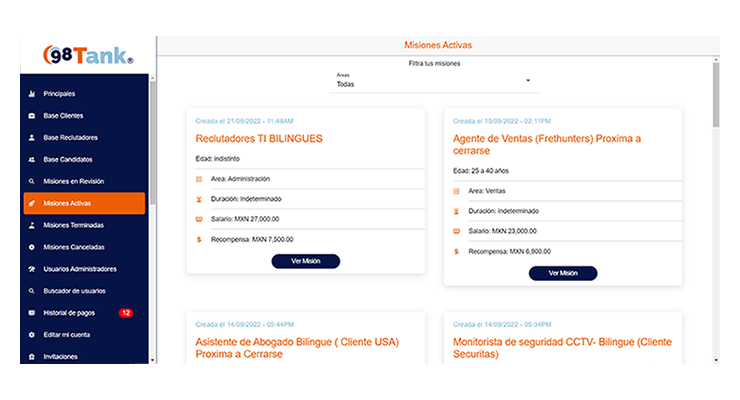 98Tank®
Principales
Base Clientes
Base Reclutadores
Base Candidatos
Misiones en Revisión
Misiones Activas
Misiones Terminadas
Misiones Canceladas
Usuarios Administradores
Buscador de usuarios
Historial de pagos 12
Editar mi cuenta
Invitaciones
Misiones Activas
Filtra tus misiones
Areas
Todas
Creada el 21/09/2022 - 11:48AM
Reclutadores TI BILINGUES
Edad: indistinto
Area: Administración
Duración: Indeterminado
Salario: MXN 27,000.00
Recompensa: MXN 7,500.00
Ver Misión
Creada el 15/09/2022 - 02:11PM
Agente de Ventas (Frethunters) Proxima a
cerrarse
Edad: 25 a 40 años
Area: Ventas
Duración: Indeterminado
Salario: MXN 23,000.00
Recompensa: MXN 6,900.00
Ver Misión
Creada el 14/09/2022 - 05:44PM
Asistente de Abogado Bilingue ( Cliente USA)
Proxima a Cerrarse
Creada el 14/09/2022 - 05:34PM
Monitorista de seguridad CCTV- Bilingue (Cliente
Securitas)